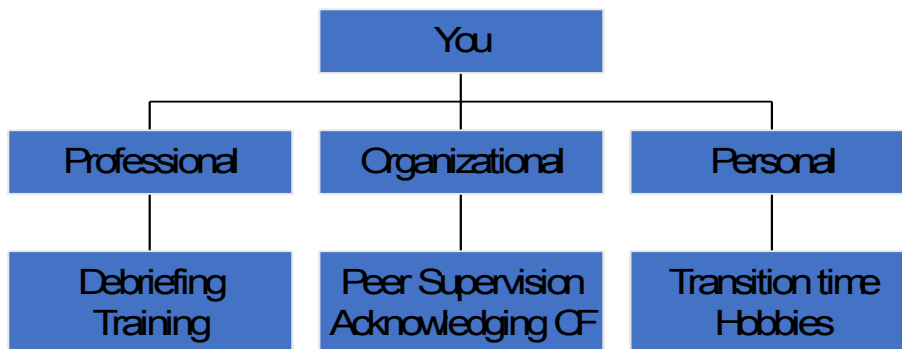 You
Professional
Organizational
Personal
Debriefing
Training
Peer Supervision
Acknowledging CF
Transition time
Hobbies